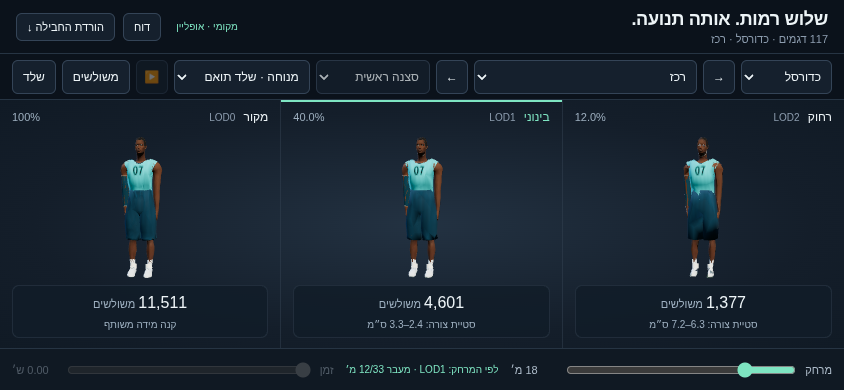 שלוש רמות. אותה תנועה.
117 דגמים · כדורסל · רכז
מקומי · אופליין
דוח
הורדת החבילה ↓
כדורסל
→
רכז
←
סצנה ראשית
מנוחה · שלד תואם
משולשים
שלד
רחוק LOD2 12.0%
בינוני LOD1 40.0%
מקור LOD0 100%
07
07
07
1,377 משולשים
סטיית צורה: 6.3–7.2 ס״מ
4,601 משולשים
סטיית צורה: 2.4–3.3 ס״מ
11,511 משולשים
קנה מידה משותף
מרחק
18 מ׳
לפי המרחק: LOD1 · מעבר 12/33 מ׳
זמן
0.00 ש׳